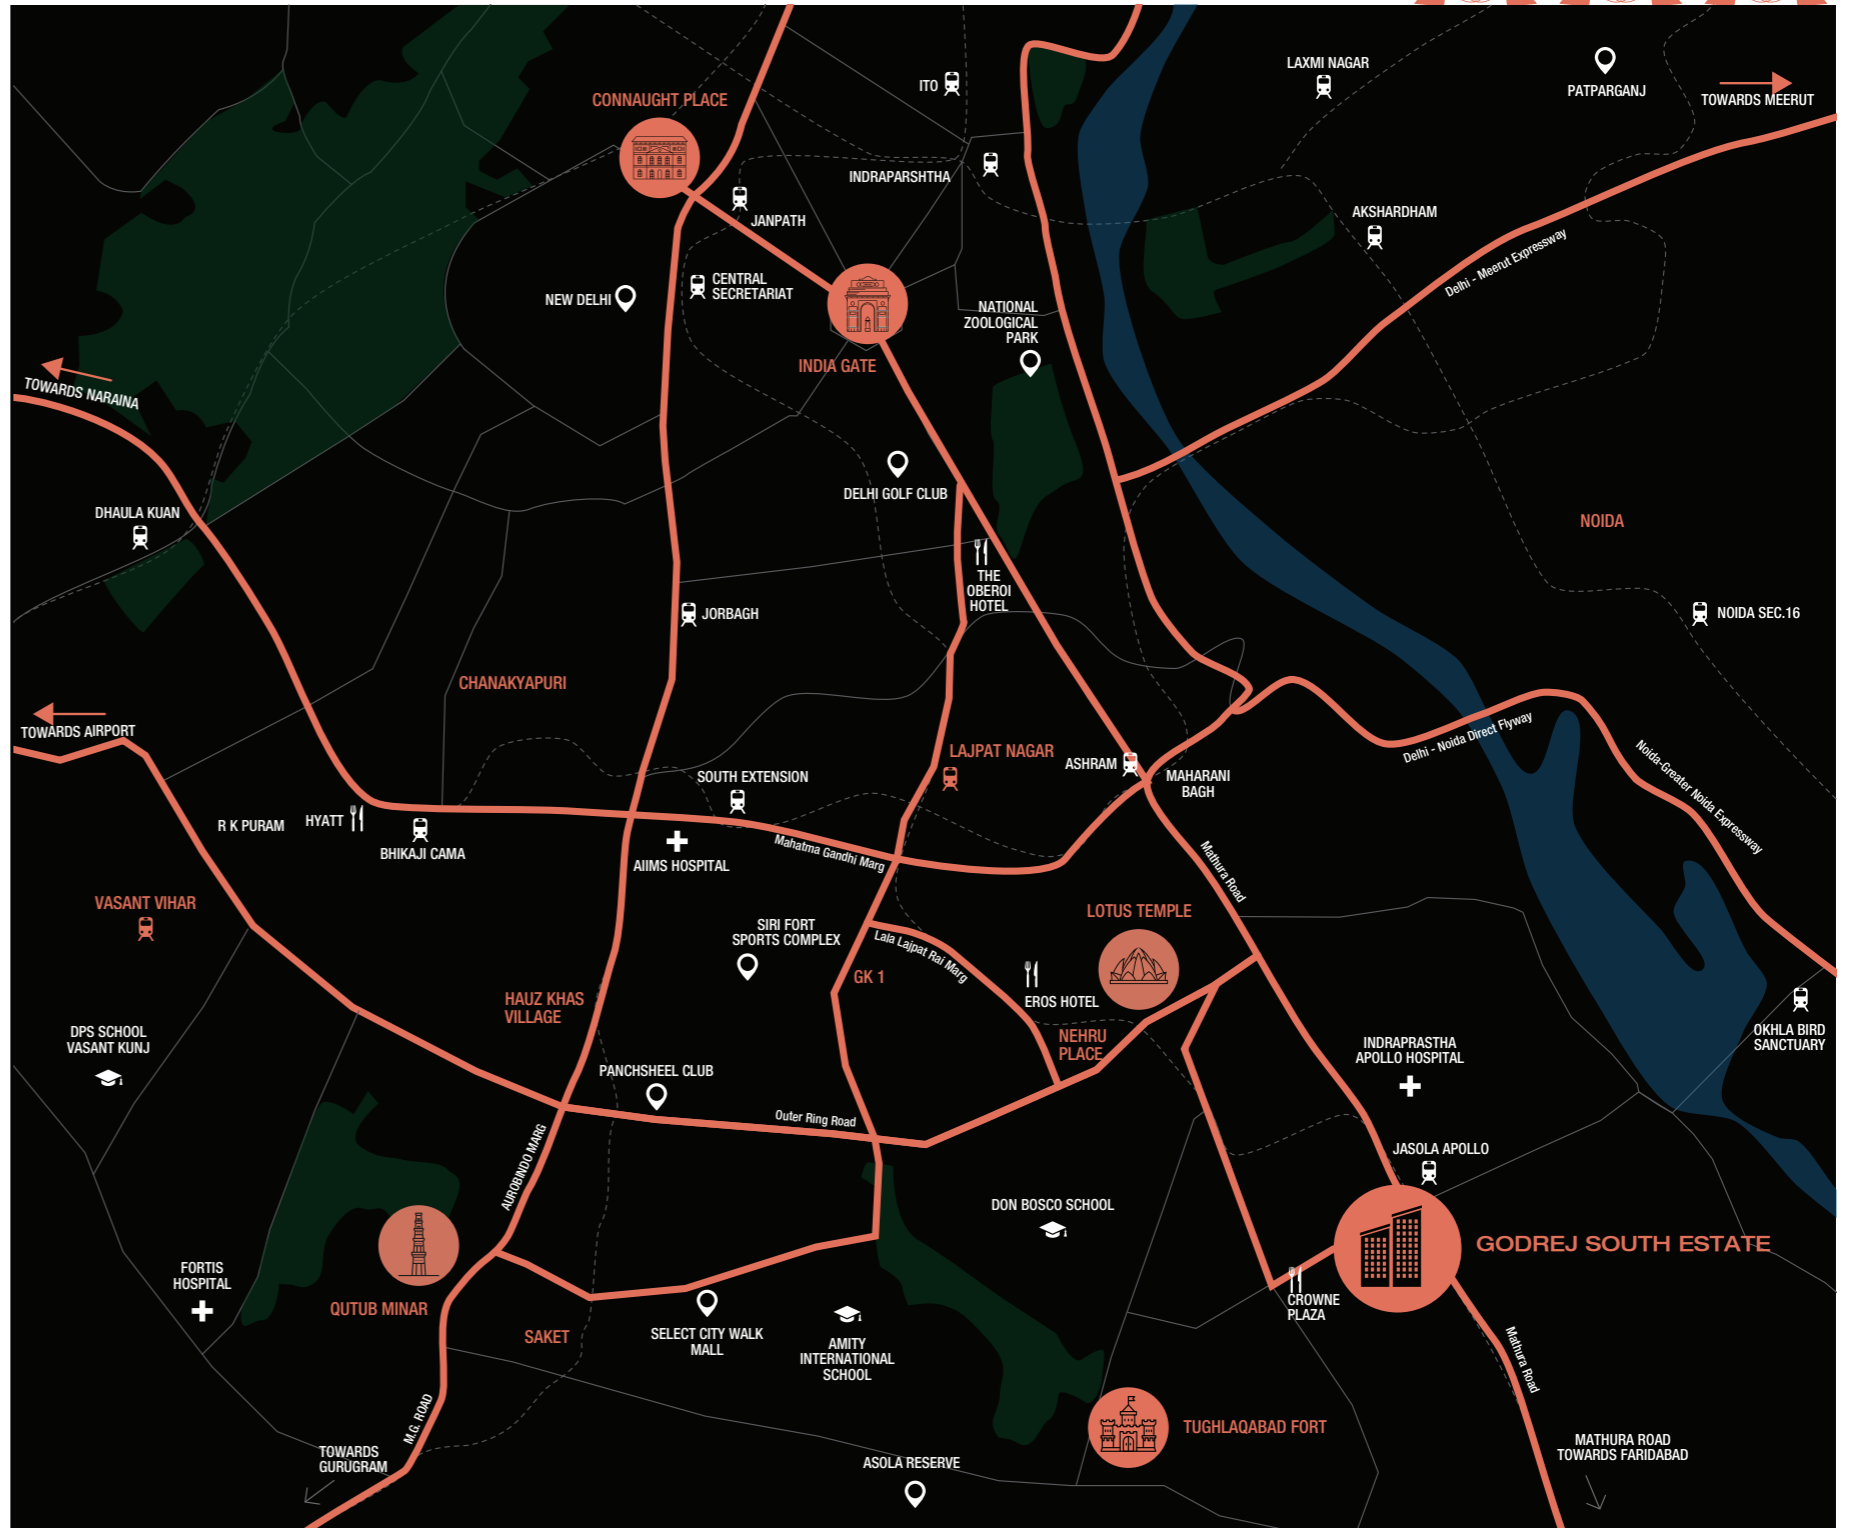 LAXMI NAGAR
PATPARGANJ
ITO
CONNAUGHT PLACE
TOWARDS MEERUT
INDRAPARSHTHA
JANPATH
AKSHARDHAM
Delhi - Meerut Expressway
CENTRAL
SECRETARIAT
NEW DELHI
NATIONAL
ZOOLOGICAL
PARK
INDIA GATE
TOWARDS NARAINA
DELHI GOLF CLUB
DHAULA KUAN
NOIDA
THE
OBEROI
HOTEL
JORBAGH
NOIDA SEC.16
CHANAKYAPURI
TOWARDS AIRPORT
Delhi - Noida Direct Flyway
LAJPAT NAGAR
ASHRAM
MAHARANI
BAGH
Noida-Greater Noida Expressway
SOUTH EXTENSION
R K PURAM
HYATT
BHIKAJI CAMA
AIIMS HOSPITAL
Mahatma Gandhi Marg
Mathura Road
VASANT VIHAR
LOTUS TEMPLE
SIRI FORT
SPORTS COMPLEX
Lala Lajpat Rai Marg
GK 1
EROS HOTEL
HAUZ KHAS
VILLAGE
NEHRU
PLACE
DPS SCHOOL
VASANT KUNJ
INDRAPRASTHA
APOLLO HOSPITAL
OKHLA BIRD
SANCTUARY
PANCHSHEEL CLUB
Outer Ring Road
AUROBINDO MARG
JASOLA APOLLO
DON BOSCO SCHOOL
GODREJ SOUTH ESTATE
FORTIS
HOSPITAL
QUTUB MINAR
SAKET
SELECT CITY WALK
MALL
AMITY
INTERNATIONAL
SCHOOL
CROWNE
PLAZA
Mathura Road
M.G. ROAD
TUGHLAQABAD FORT
TOWARDS
GURUGRAM
ASOLA RESERVE
MATHURA ROAD
TOWARDS FARIDABAD